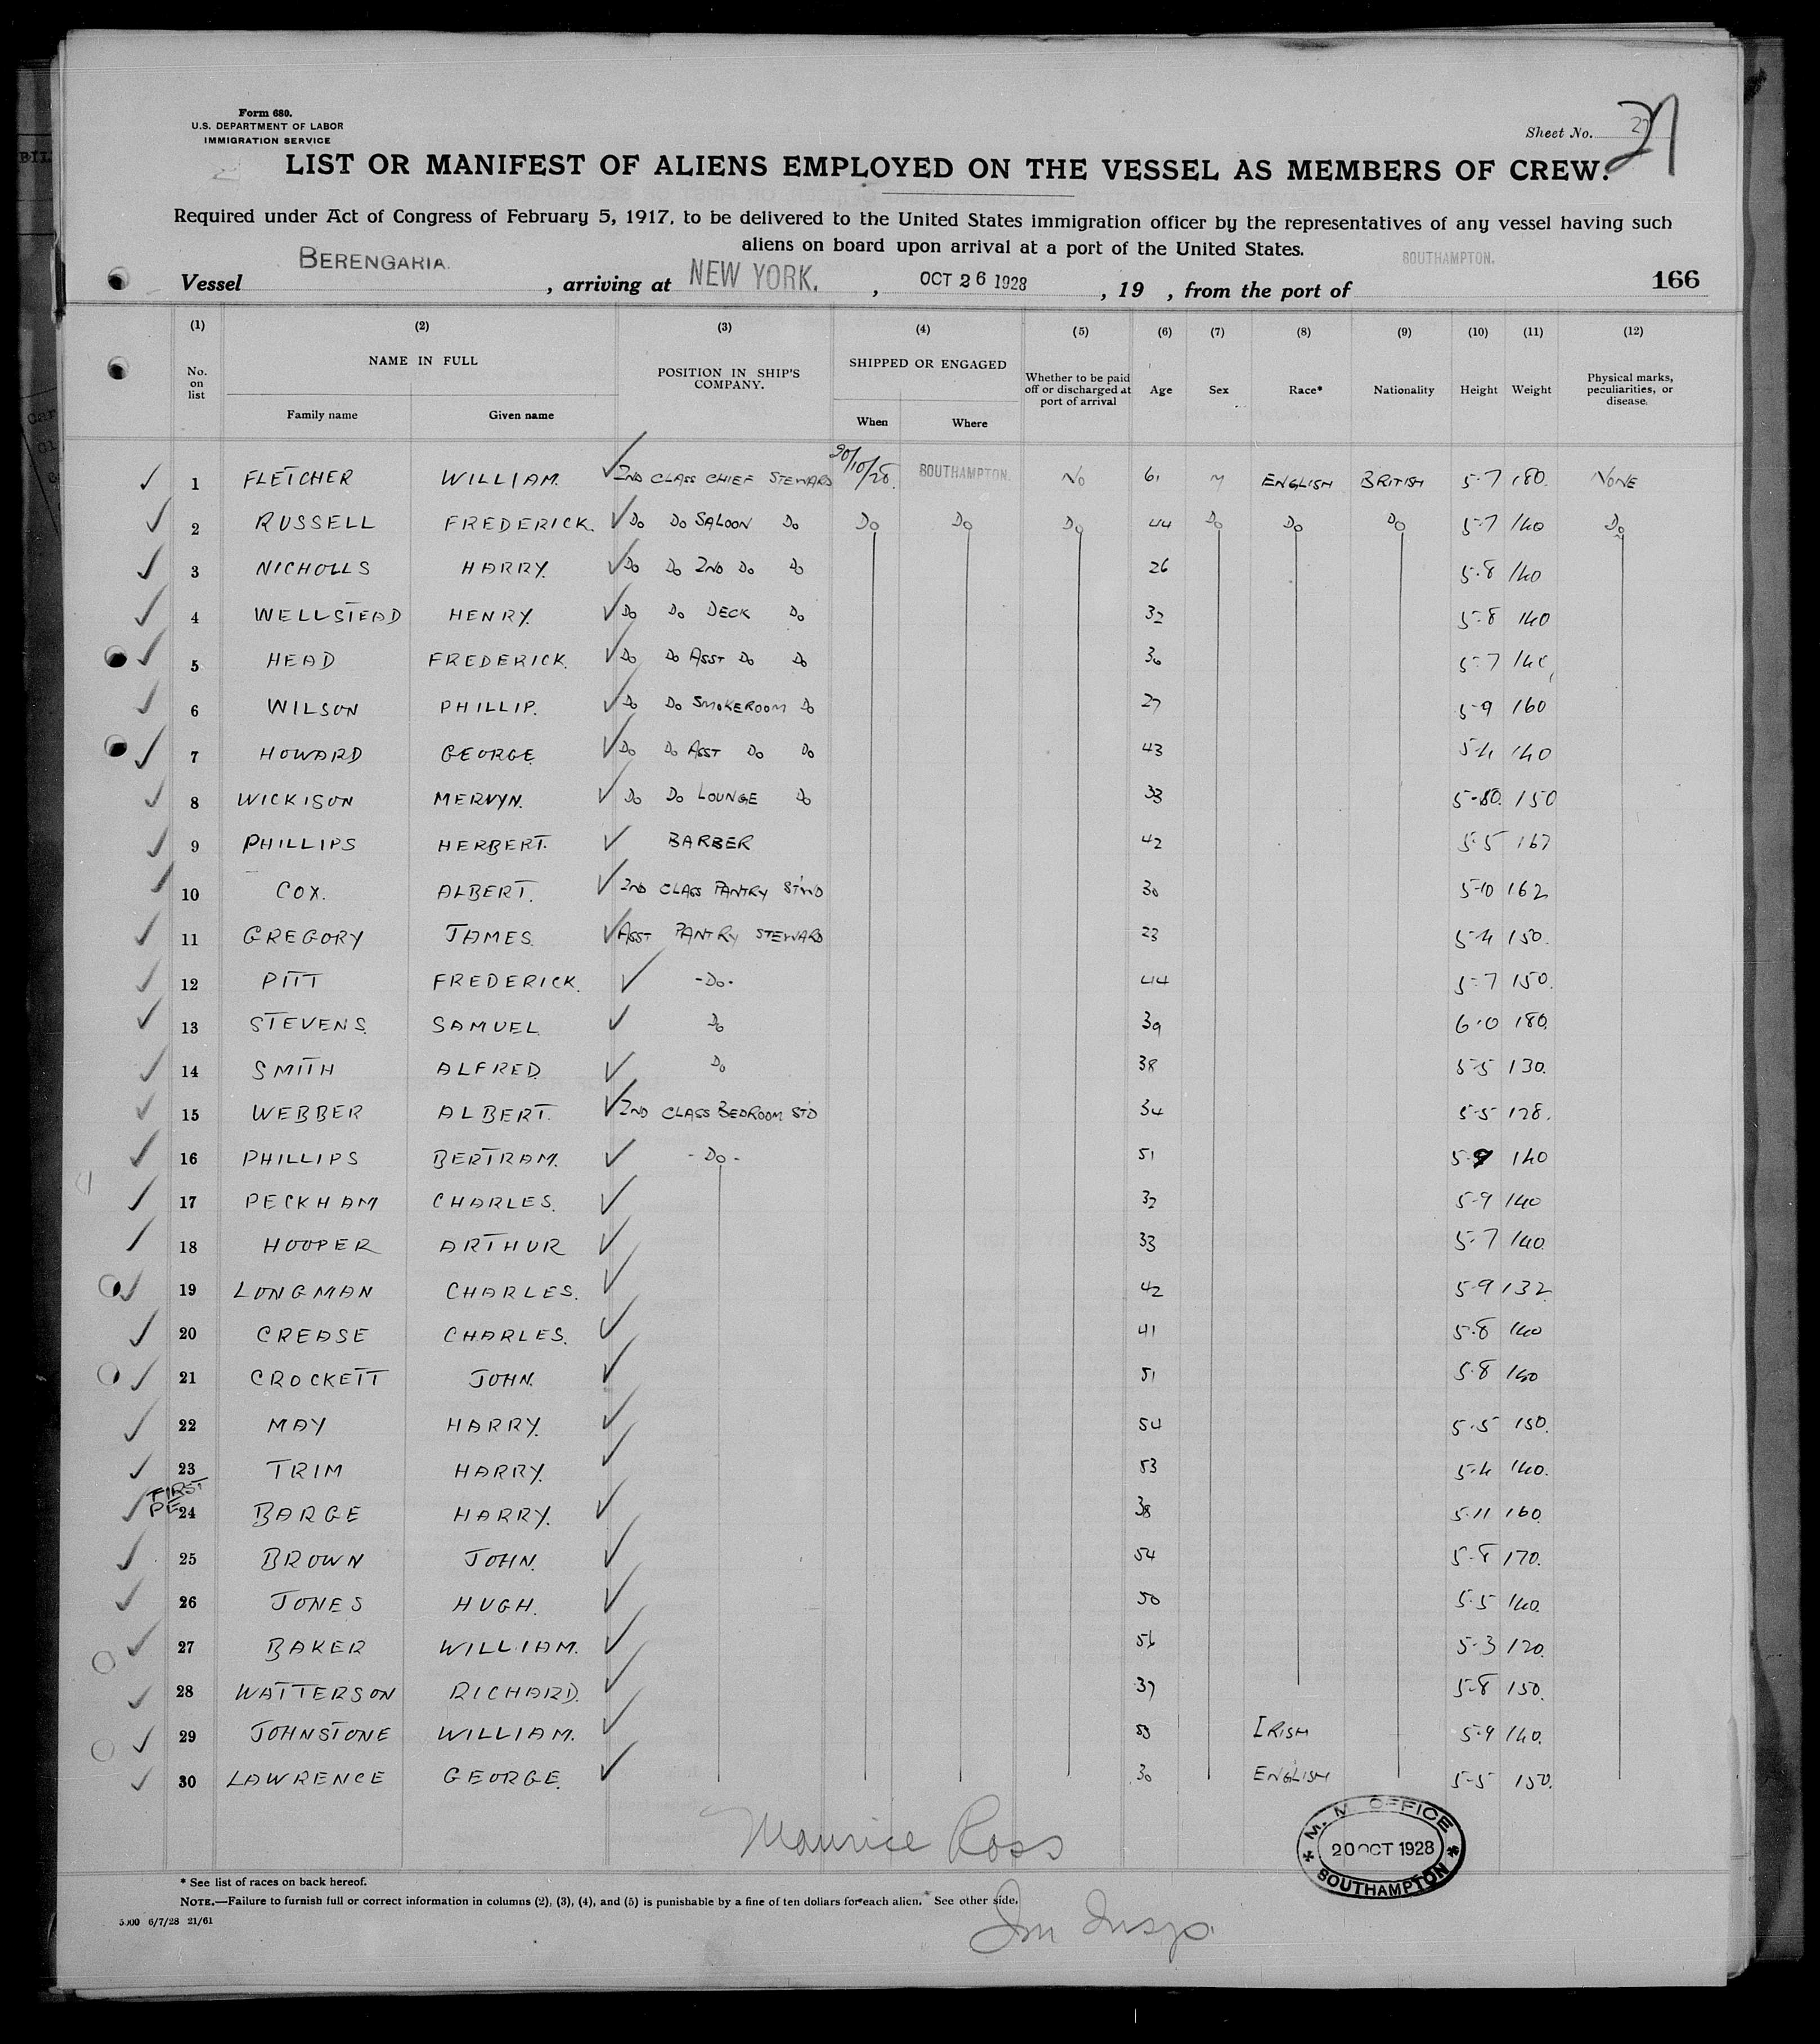 Form 680.
U.S. DEPARTMENT OF LABOR
IMMIGRATION SERVICE
Sheet No. 27
LIST OR MANIFEST OF ALIENS EMPLOYED ON THE VESSEL AS MEMBERS OF CREW.
Required under Act of Congress of February 5, 1917, to be delivered to the United States immigration officer by the representatives of any vessel having such
aliens on board upon arrival at a port of the United States.
Vessel BERENGARIA. , arriving at NEW YORK. , OCT 26 1928 , 19 , from the port of SOUTHAMPTON. 166
(1) (2) (3) (4) (5) (6) (7) (8) (9) (10) (11) (12)
No. on list NAME IN FULL Family name Given name POSITION IN SHIP'S COMPANY. SHIPPED OR ENGAGED When Where Whether to be paid off or discharged at port of arrival Age Sex Race* Nationality Height Weight Physical marks, peculiarities, or disease.
1 FLETCHER WILLIAM. 2ND CLASS CHIEF STEWARD /10/28. SOUTHAMPTON. NO 61 M ENGLISH BRITISH 5-7 180. NONE
2 RUSSELL FREDERICK. DO DO SALOON DO DO DO DO 44 DO DO DO 5-7 140 DO
3 NICHOLLS HARRY. DO DO 2ND DO DO 26 5-8 140
4 WELLSTEAD HENRY. DO DO DECK DO 32 5-8 140
5 HEAD FREDERICK. DO DO ASST DO DO 36 5-7
6 WILSON PHILLIP. DO DO SMOKEROOM DO 27 5-9 160
7 HOWARD GEORGE DO DO ASST DO DO 43 5-4 140
8 WICKISON MERVYN. DO DO LOUNGE DO 33 150
9 PHILLIPS HERBERT. BARBER 42 5-5 167
10 COX. ALBERT. 2ND CLASS PANTRY STWD 30 5-10 162
11 GREGORY JAMES. ASST PANTRY STEWARD 23 5-4 150.
12 PITT FREDERICK. -DO- 44 5-7 150.
13 STEVENS. SAMUEL. DO 39 6-0 180.
14 SMITH ALFRED. DO 38 5-5 130.
15 WEBBER ALBERT. 2ND CLASS BEDROOM STD 34 5-5 128.
16 PHILLIPS BERTRAM. -DO- 51 5-9 140
17 PECKHAM CHARLES. 32 5-9 140
18 HOOPER ARTHUR 33 5-7 140.
19 LONGMAN CHARLES. 42 5-9 132
20 CREASE CHARLES. 41 5-8 140
21 CROCKETT JOHN. 51 5-8
22 MAY HARRY. 54 5-5 150.
23 TRIM HARRY. 53 5-4 140.
FIRST
24 BARGE HARRY. 38 5-11 160.
25 BROWN JOHN. 54 5-8 170.
26 JONES HUGH. 50 5-5 140.
27 BAKER WILLIAM. 56 5-3 120.
28 WATTERSON RICHARD. 37 5-8 150.
29 JOHNSTONE WILLIAM. 53 IRISH 5-9 140.
30 LAWRENCE GEORGE. 30 ENGLISH 5-5 150.
Maurice Ross
M. M. OFFICE
20 OCT 1928
SOUTHAMPTON
* See list of races on back hereof.
NOTE.—Failure to furnish full or correct information in columns (2), (3), (4), and (5) is punishable by a fine of ten dollars for each alien. See other side.
Im Insp.
6/7/28 21/61